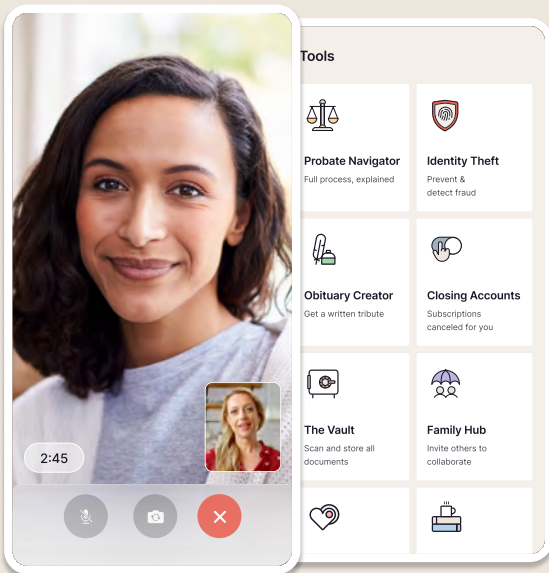 Tools
Probate Navigator
Full process, explained
Identity Theft
Prevent &
detect fraud
Obituary Creator
Get a written tribute
Closing Accounts
Subscriptions
canceled for you
The Vault
Scan and store all
documents
Family Hub
Invite others to
collaborate
2:45